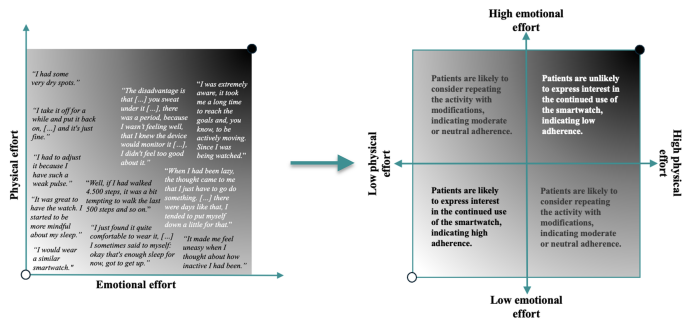 Physical effort
Emotional effort
"I had some
very dry spots."
"I take it off for a
while and put it back
on, [...] and it's just
fine."
"I had to adjust
it because I
have such a
weak pulse."
"It was great to
have the watch. I
started to be
more mindful
about my sleep."
"I would wear
a similar
smartwatch."
"The disadvantage is
that [...] you sweat
under it [...], there
was a period, because
I wasn't feeling well,
that I knew the device
would monitor it [...],
I didn't feel too good
about it."
"Well, if I had walked
4.500 steps, it was a bit
tempting to walk the last
500 steps and so on."
"I just found it quite
comfortable to wear it, [...]
I sometimes said to myself:
okay that's enough sleep for
now, got to get up."
"I was extremely
aware, it took
me a long time
to reach the
goals and, you
know, to be
actively moving.
Since I was
being watched."
"When I had been lazy,
the thought came to me
that I just have to go do
something. [...] there
were days like that, I
tended to put myself
down a little for that."
"It made me feel
uneasy when I
thought about how
inactive I had been."
High emotional
effort
Low physical
effort
High physical
effort
Low emotional
effort
Patients are likely to
consider repeating
the activity with
modifications,
indicating moderate
or neutral adherence.
Patients are unlikely
to express interest in
the continued use of
the smartwatch,
indicating low
adherence.
Patients are likely
to express interest
in the continued use
of the smartwatch,
indicating high
adherence.
Patients are likely to
consider repeating
the activity with
modifications,
indicating moderate
or neutral adherence.